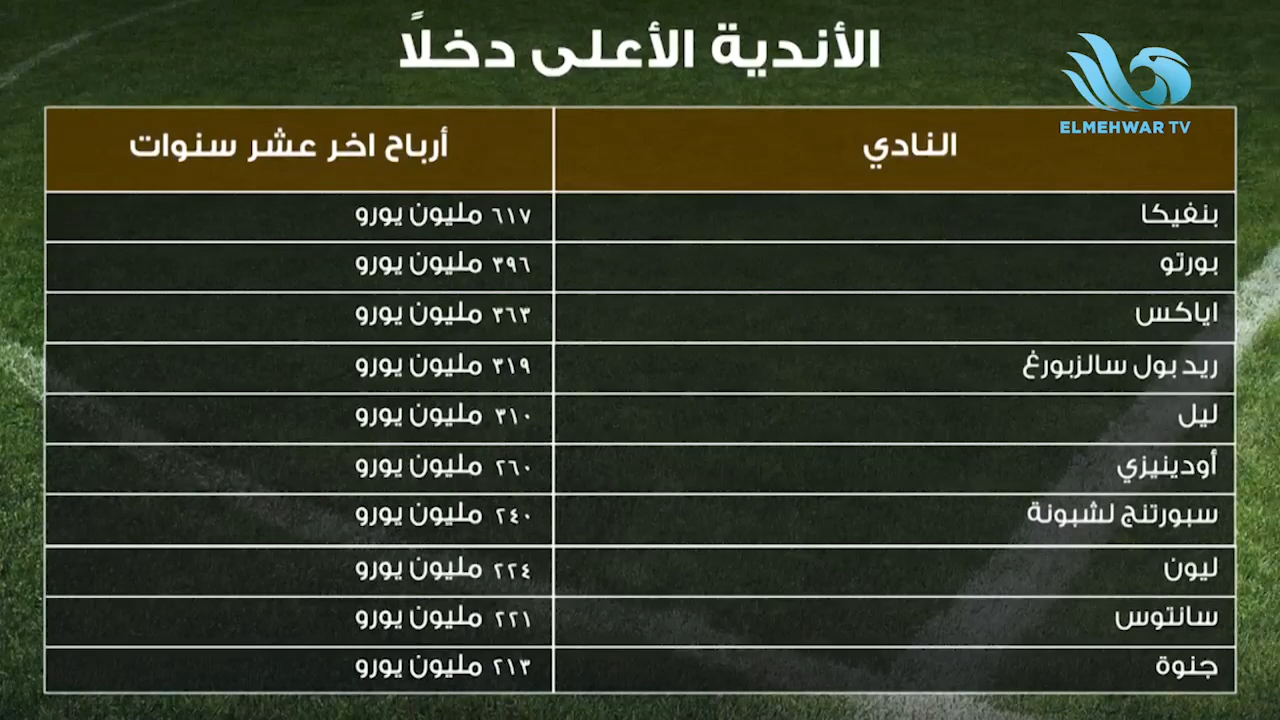 الأندية الأعلى دخلاً
ELMEHWAR TV
النادي أرباح اخر عشر سنوات
بنفيكا ٦١٧ مليون يورو
بورتو ٣٩٦ مليون يورو
اياكس ٣٦٣ مليون يورو
ريد بول سالزبورغ ٣١٩ مليون يورو
ليل ٣١٠ مليون يورو
أودينيزي ٢٦٠ مليون يورو
سبورتنج لشبونة ٢٤٠ مليون يورو
ليون ٢٢٤ مليون يورو
سانتوس ٢٢١ مليون يورو
جنوة ٢١٣ مليون يورو